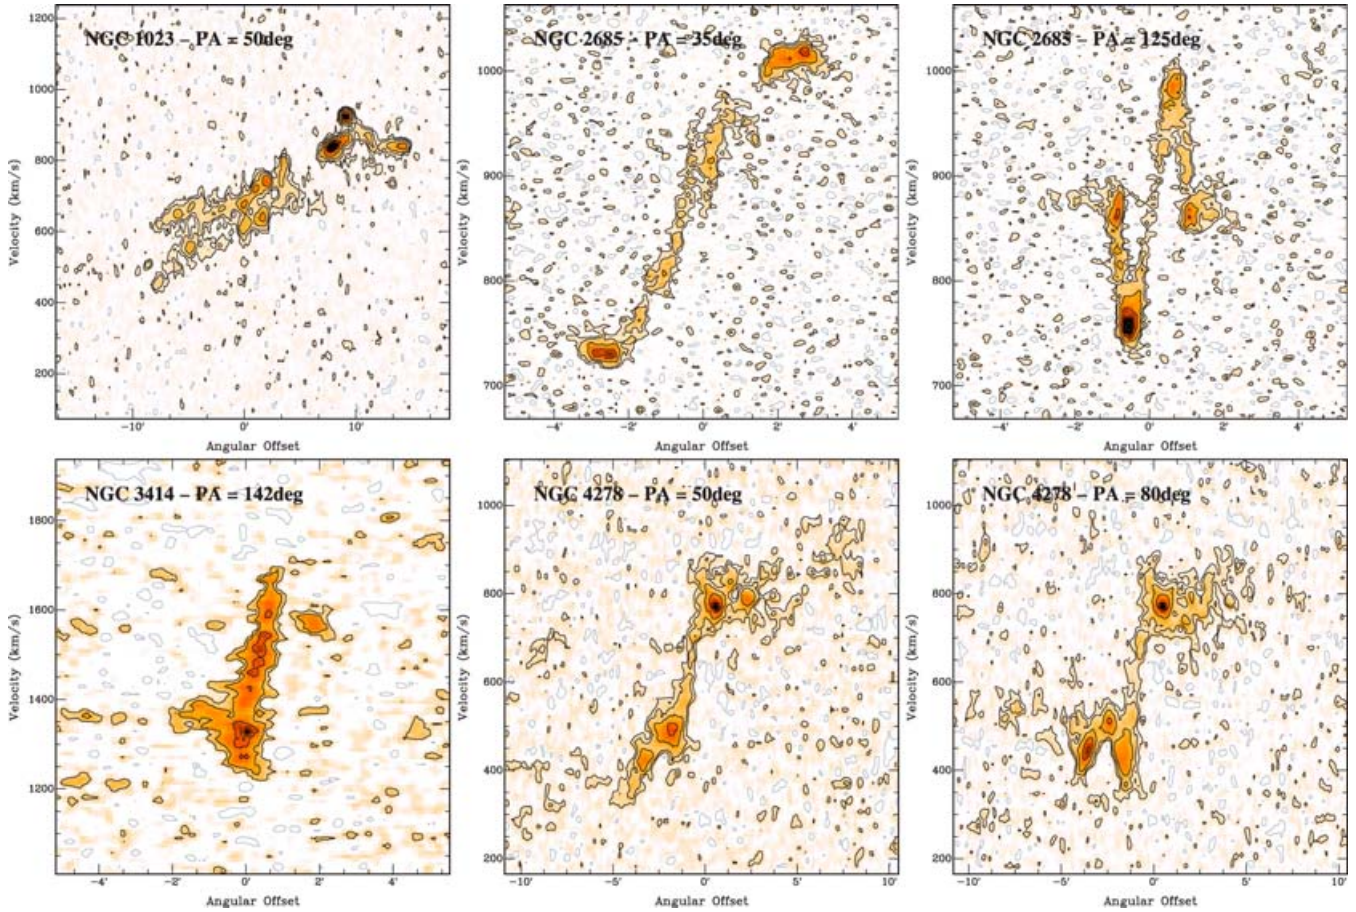 NGC 1023 – PA = 50deg
1200
1000
800
600
400
200
Velocity (km/s)
-10' 0' 10'
Angular Offset
NGC 2685 – PA = 35deg
1000
900
800
700
Velocity (km/s)
-4' -2' 0' 2' 4'
Angular Offset
NGC 2685 – PA = 125deg
1000
900
800
700
Velocity (km/s)
-4' -2' 0' 2' 4'
Angular Offset
NGC 3414 – PA = 142deg
1800
1600
1400
1200
Velocity (km/s)
-4' -2' 0' 2' 4'
Angular Offset
NGC 4278 – PA = 50deg
1000
800
600
400
200
Velocity (km/s)
-10' -5' 0' 5' 10'
Angular Offset
NGC 4278 – PA = 80deg
1000
800
600
400
200
Velocity (km/s)
-10' -5' 0' 5' 10'
Angular Offset